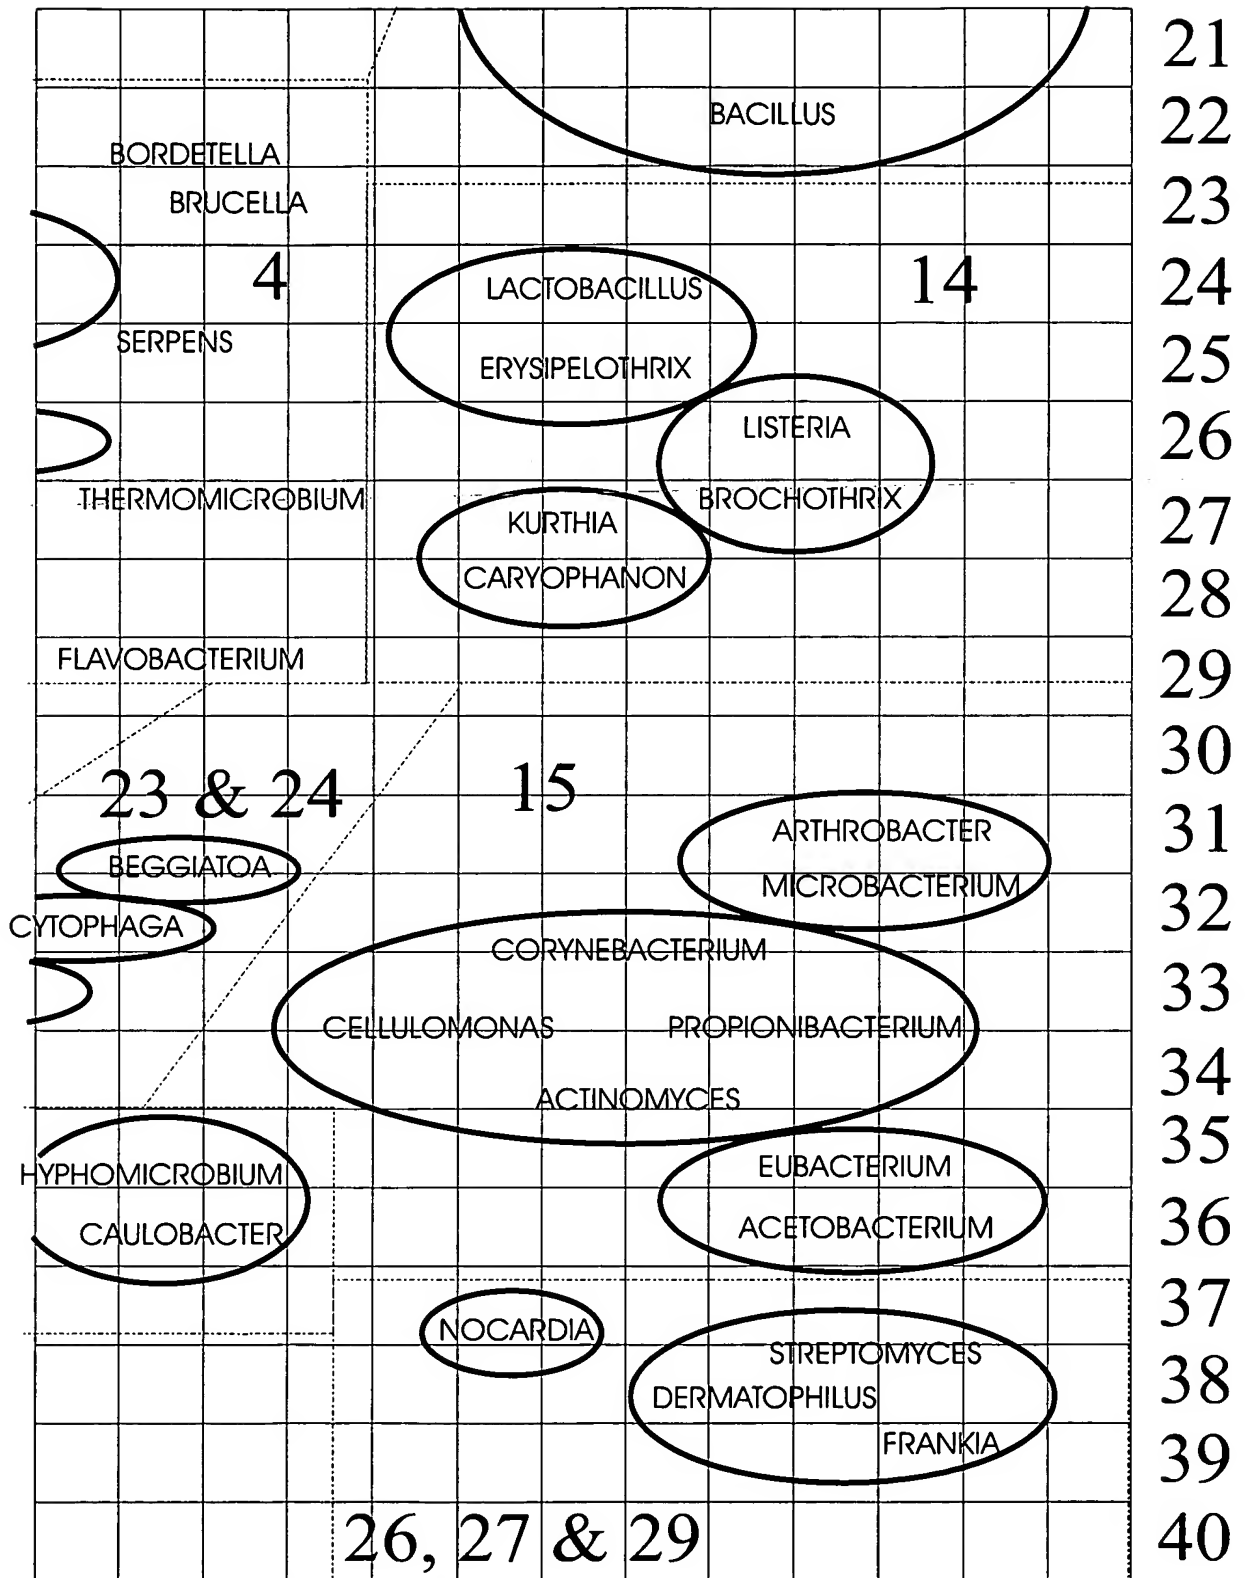 21
BACILLUS
22
BORDETELLA
BRUCELLA
23
4
LACTOBACILLUS
14
24
SERPENS
ERYSIPELOTHRIX
25
LISTERIA
26
THERMOMICROBIUM
BROCHOTHRIX
KURTHIA
27
CARYOPHANON
28
FLAVOBACTERIUM
29
30
23 & 24
15
ARTHROBACTER
31
BEGGIATOA
MICROBACTERIUM
32
CYTOPHAGA
CORYNEBACTERIUM
33
CELLULOMONAS
PROPIONIBACTERIUM
34
ACTINOMYCES
35
HYPHOMICROBIUM
EUBACTERIUM
CAULOBACTER
ACETOBACTERIUM
36
37
NOCARDIA
STREPTOMYCES
38
DERMATOPHILUS
FRANKIA
39
26, 27 & 29
40